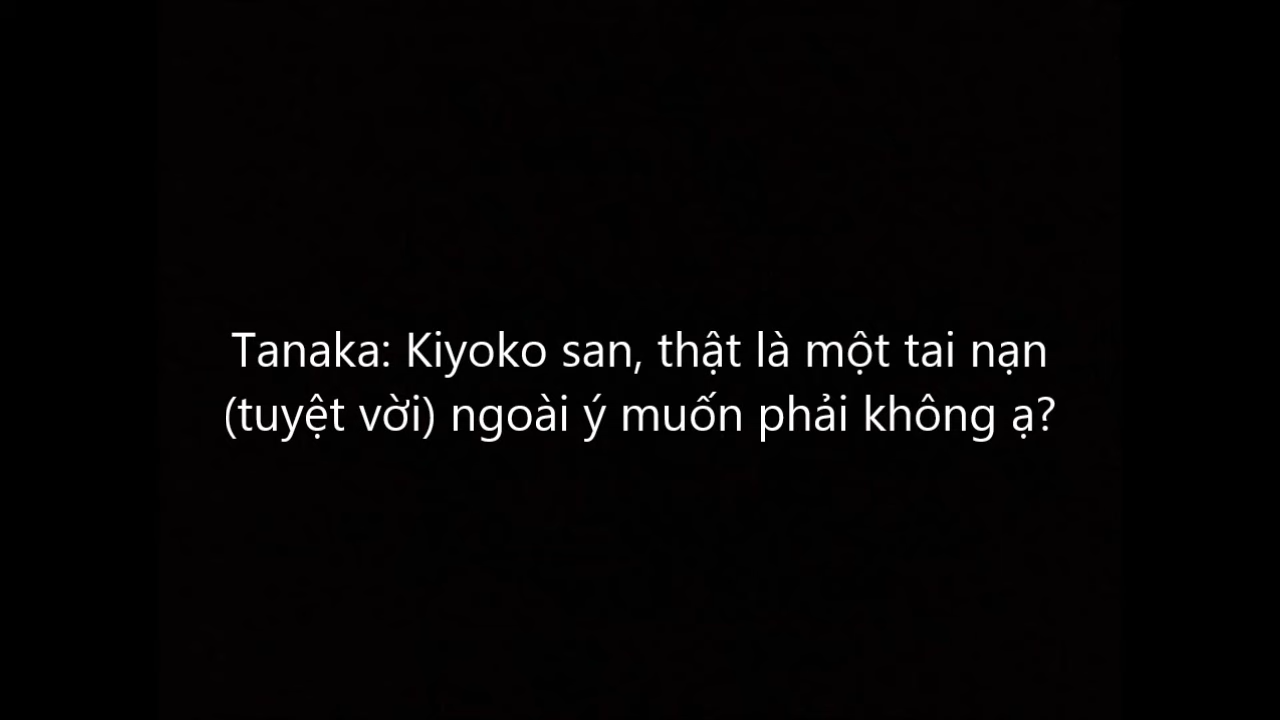 Tanaka: Kiyoko san, thật là một tai nạn
(tuyệt vời) ngoài ý muốn phải không ạ?